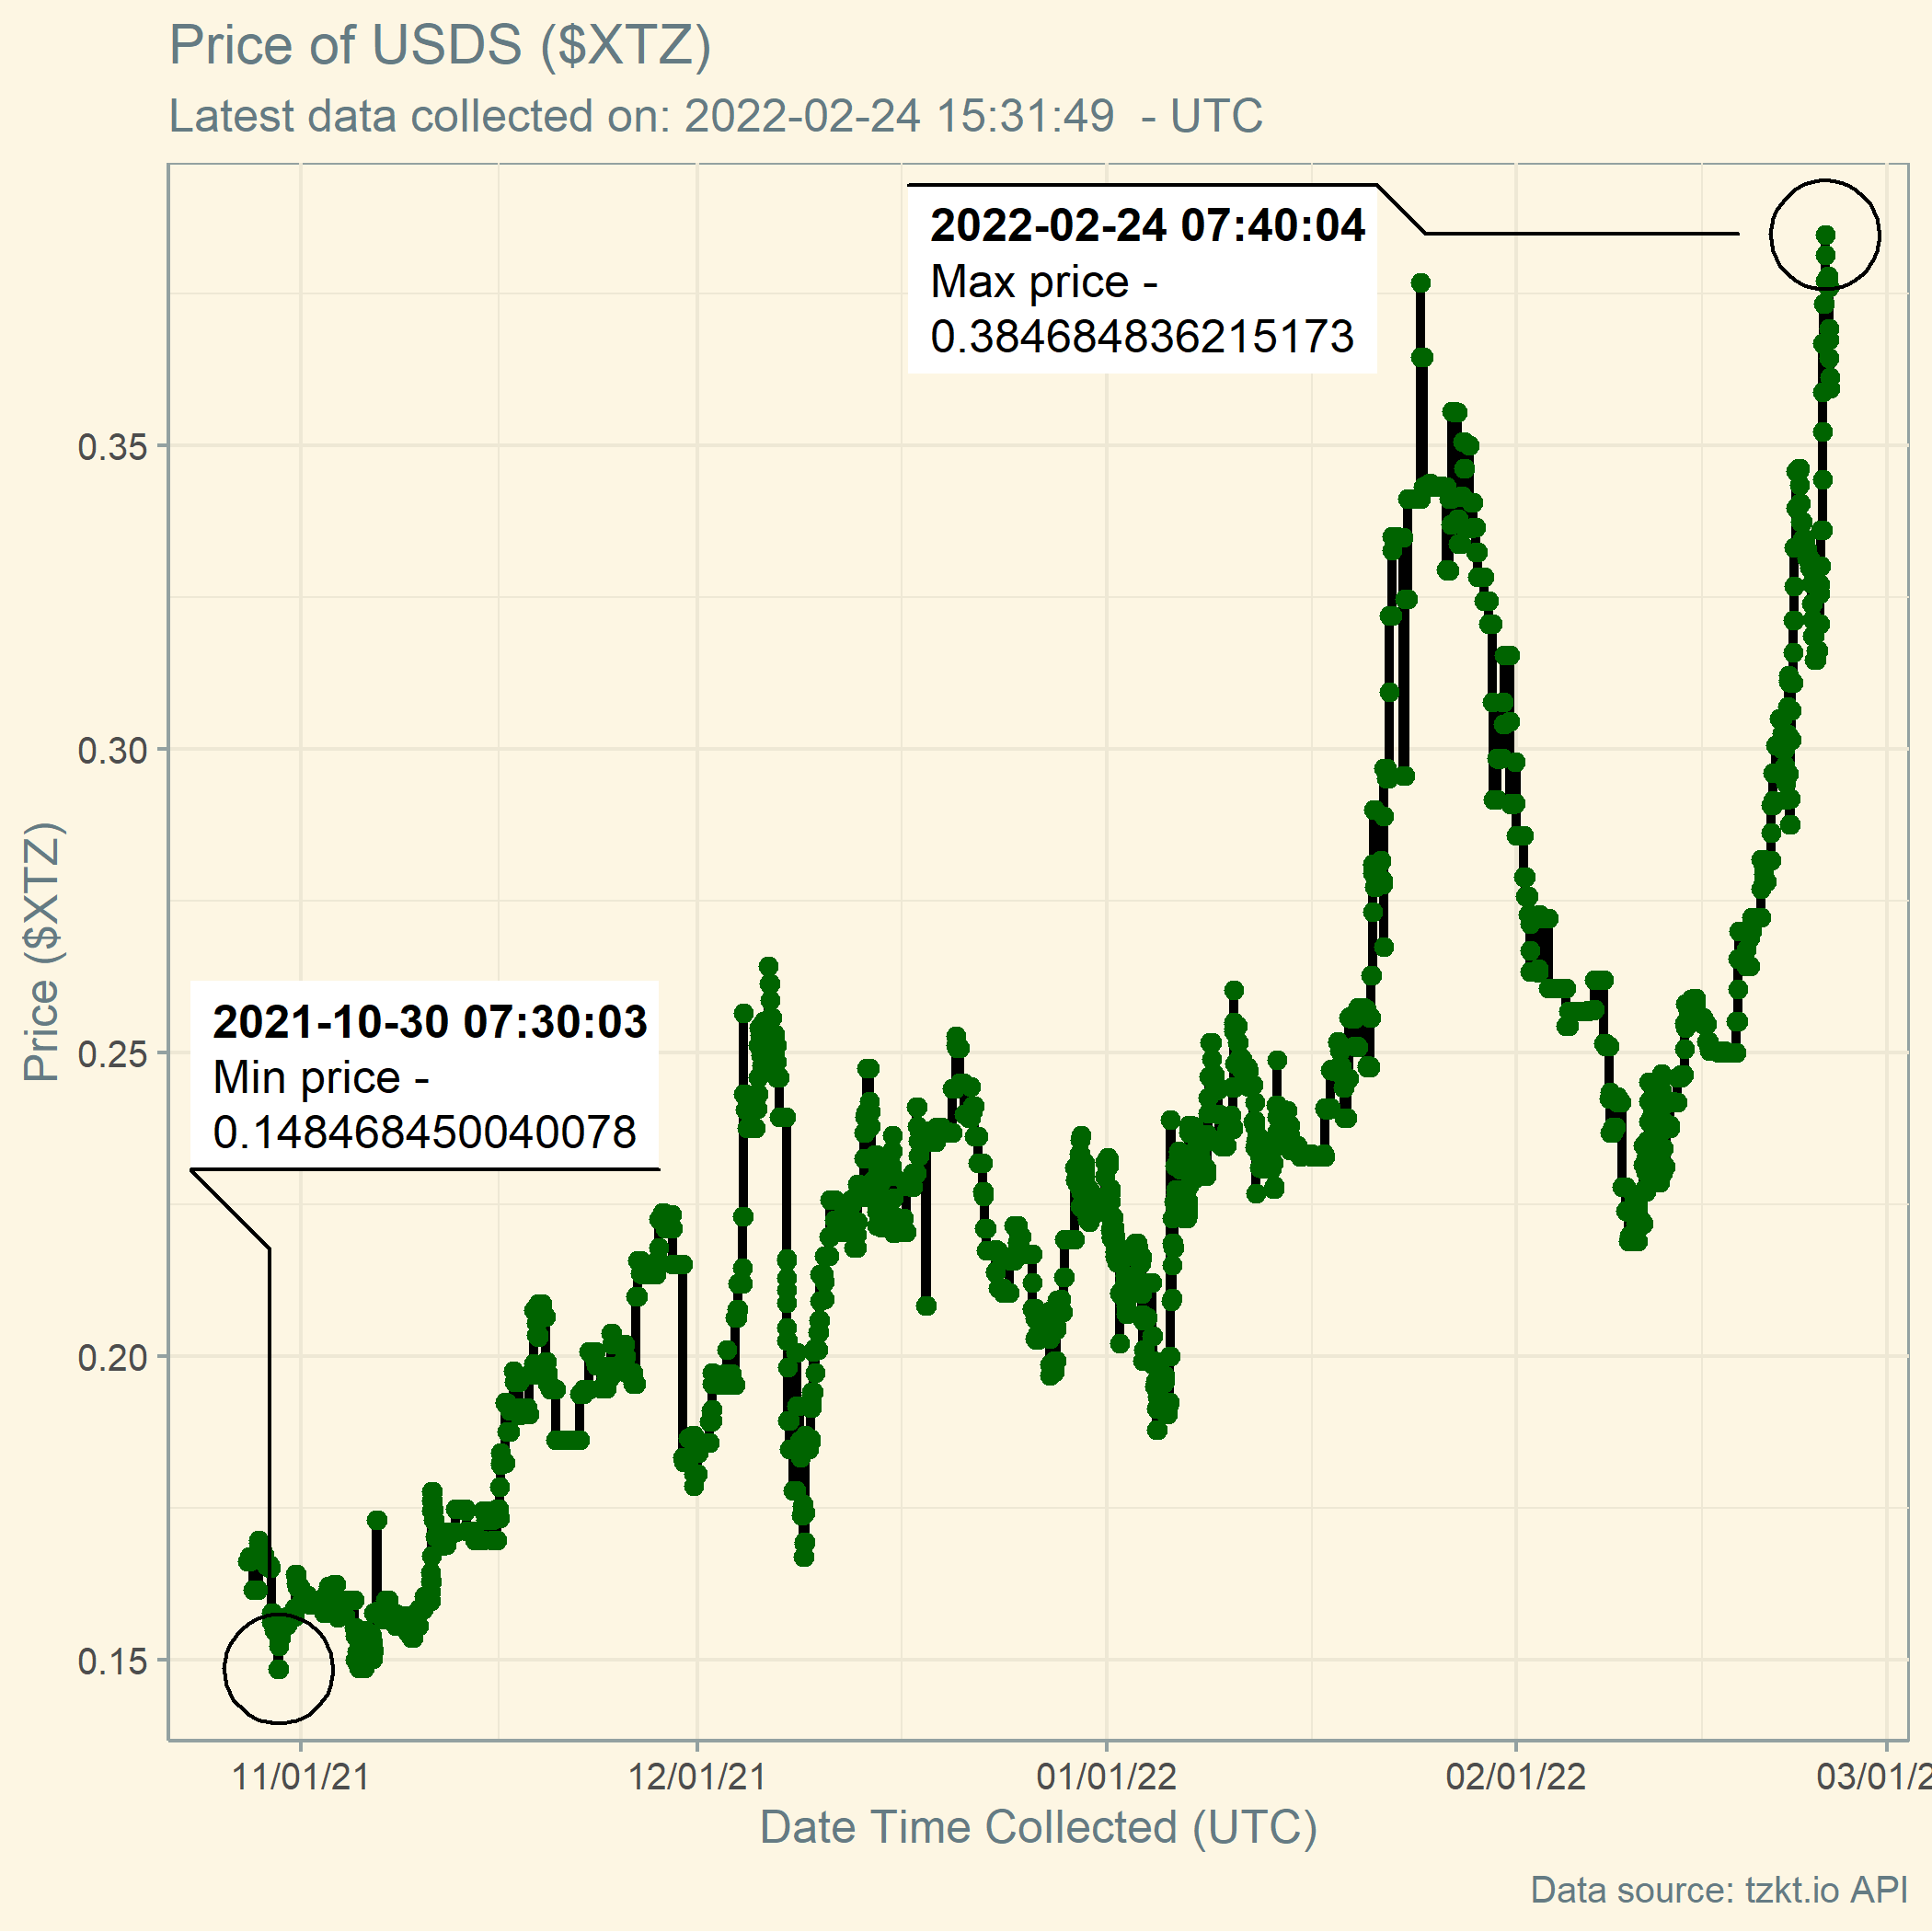 Price of USDS ($XTZ)
Latest data collected on: 2022-02-24 15:31:49  - UTC
2022-02-24 07:40:04
Max price -
0.384684836215173
2021-10-30 07:30:03
Min price -
0.148468450040078
Price ($XTZ)
0.35
0.30
0.25
0.20
0.15
11/01/21
12/01/21
01/01/22
02/01/22
03/01/2
Date Time Collected (UTC)
Data source: tzkt.io API